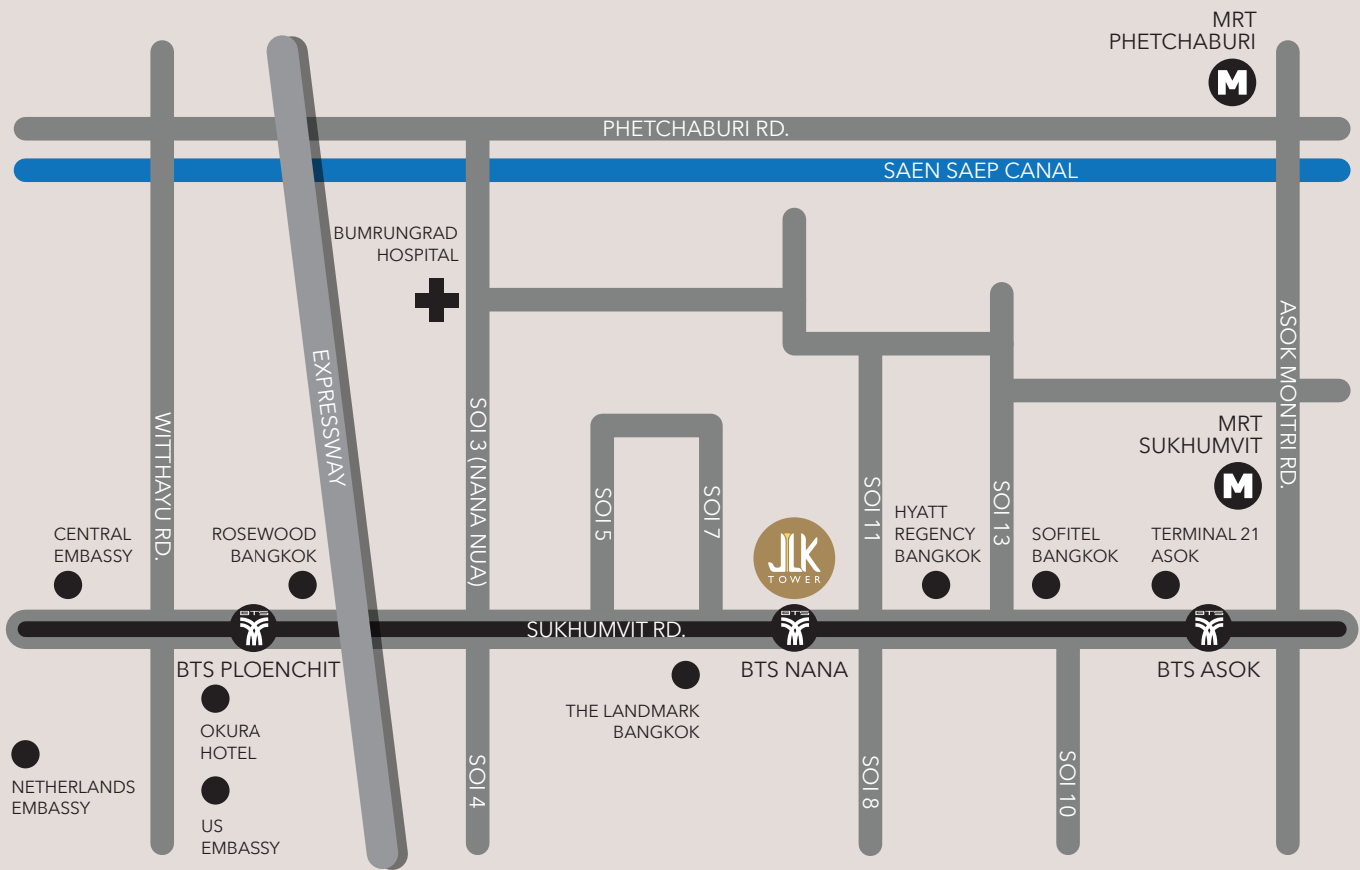 MRT
PHETCHABURI
M
PHETCHABURI RD.
SAEN SAEP CANAL
BUMRUNGRAD
HOSPITAL
EXPRESSWAY
WITTHAYU RD.
SOI 3 (NANA NUA)
SOI 5
SOI 7
SOI 11
SOI 13
ASOK MONTRI RD.
MRT
SUKHUMVIT
M
CENTRAL
EMBASSY
ROSEWOOD
BANGKOK
JLK
TOWER
HYATT
REGENCY
BANGKOK
SOFITEL
BANGKOK
TERMINAL 21
ASOK
BTS
SUKHUMVIT RD.
BTS
BTS
BTS PLOENCHIT
BTS NANA
BTS ASOK
OKURA
HOTEL
THE LANDMARK
BANGKOK
NETHERLANDS
EMBASSY
US
EMBASSY
SOI 4
SOI 8
SOI 10